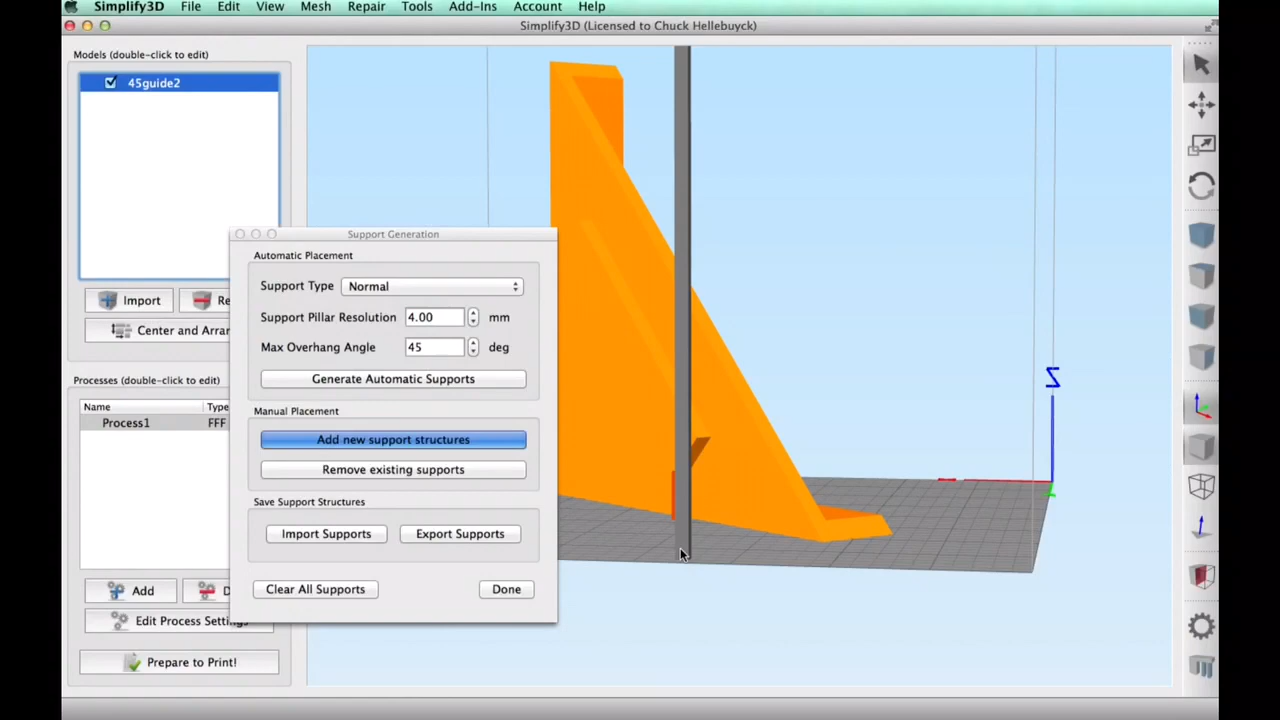 Simplify3D File Edit View Mesh Repair Tools Add-Ins Account Help
Simplify3D (Licensed to Chuck Hellebuyck)
Models (double-click to edit)
45guide2
Import Re
Center and Arran
Processes (double-click to edit)
Name Type
Process1 FFF
Add D
Edit Process Settings
Prepare to Print!
Support Generation
Automatic Placement
Support Type Normal
Support Pillar Resolution 4.00 mm
Max Overhang Angle 45 deg
Generate Automatic Supports
Manual Placement
Add new support structures
Remove existing supports
Save Support Structures
Import Supports Export Supports
Clear All Supports Done
Z